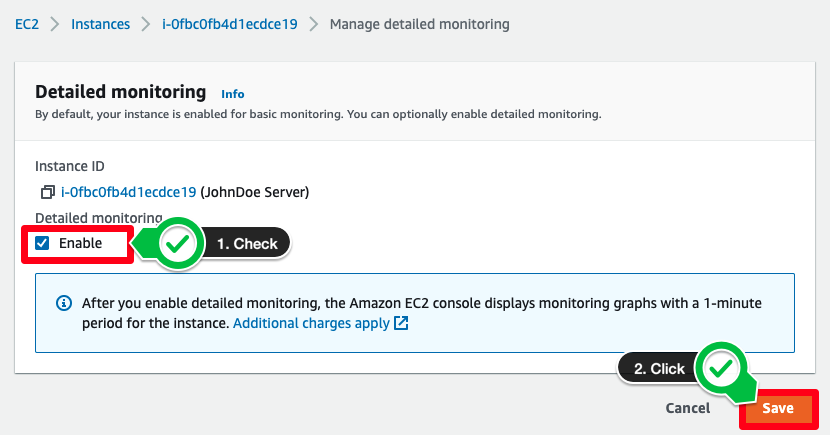 EC2 > Instances > i-0fbc0fb4d1ecdce19 > Manage detailed monitoring
Detailed monitoring Info
By default, your instance is enabled for basic monitoring. You can optionally enable detailed monitoring.
Instance ID
i-0fbc0fb4d1ecdce19 (JohnDoe Server)
Detailed monitoring
Enable
1. Check
After you enable detailed monitoring, the Amazon EC2 console displays monitoring graphs with a 1-minute
period for the instance. Additional charges apply
2. Click
Cancel
Save